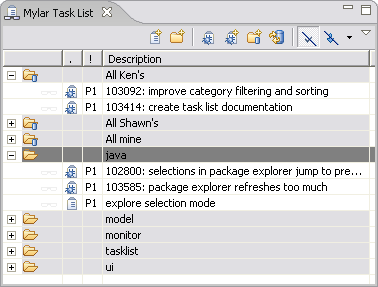 Mylar Task List
. ! Description
All Ken's
P1 103092: improve category filtering and sorting
P1 103414: create task list documentation
All Shawn's
All mine
java
P1 102800: selections in package explorer jump to pre...
P1 103585: package explorer refreshes too much
P1 explore selection mode
model
monitor
tasklist
ui